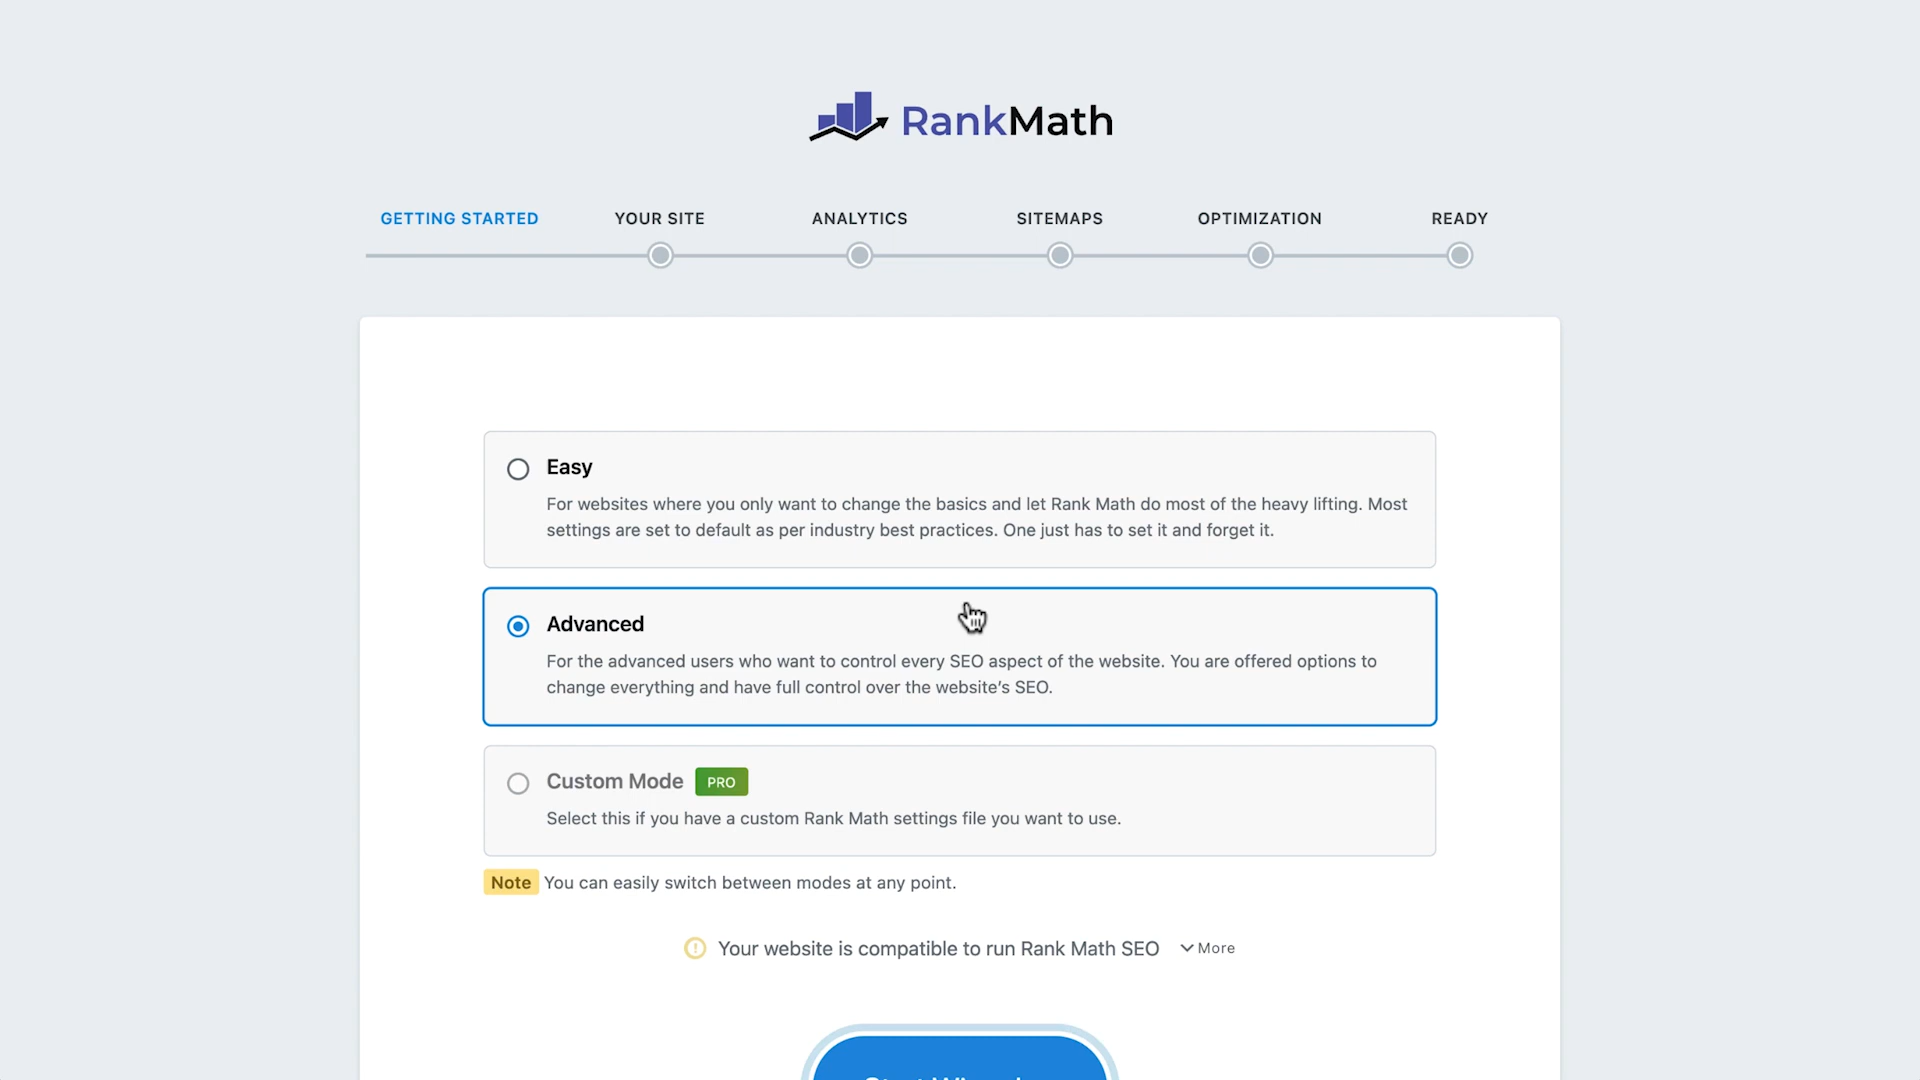 RankMath
GETTING STARTED
YOUR SITE
ANALYTICS
SITEMAPS
OPTIMIZATION
READY
Easy
For websites where you only want to change the basics and let Rank Math do most of the heavy lifting. Most
settings are set to default as per industry best practices. One just has to set it and forget it.
Advanced
For the advanced users who want to control every SEO aspect of the website. You are offered options to
change everything and have full control over the website's SEO.
Custom Mode PRO
Select this if you have a custom Rank Math settings file you want to use.
Note You can easily switch between modes at any point.
Your website is compatible to run Rank Math SEO More